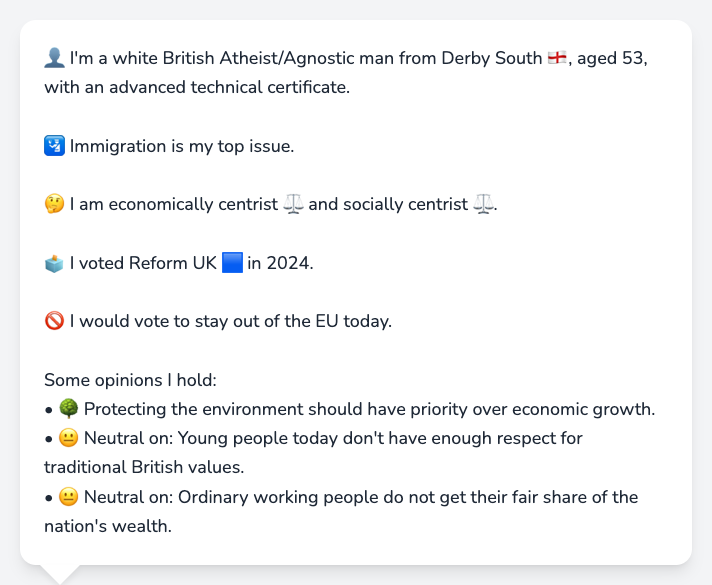 👤 I'm a white British Atheist/Agnostic man from Derby South 🏴󠁧󠁢󠁥󠁮󠁧󠁿, aged 53,
with an advanced technical certificate.
🛂 Immigration is my top issue.
🤔 I am economically centrist ⚖️ and socially centrist ⚖️.
🗳️ I voted Reform UK 🟦 in 2024.
🚫 I would vote to stay out of the EU today.
Some opinions I hold:
• 🌳 Protecting the environment should have priority over economic growth.
• 😐 Neutral on: Young people today don't have enough respect for
traditional British values.
• 😐 Neutral on: Ordinary working people do not get their fair share of the
nation's wealth.